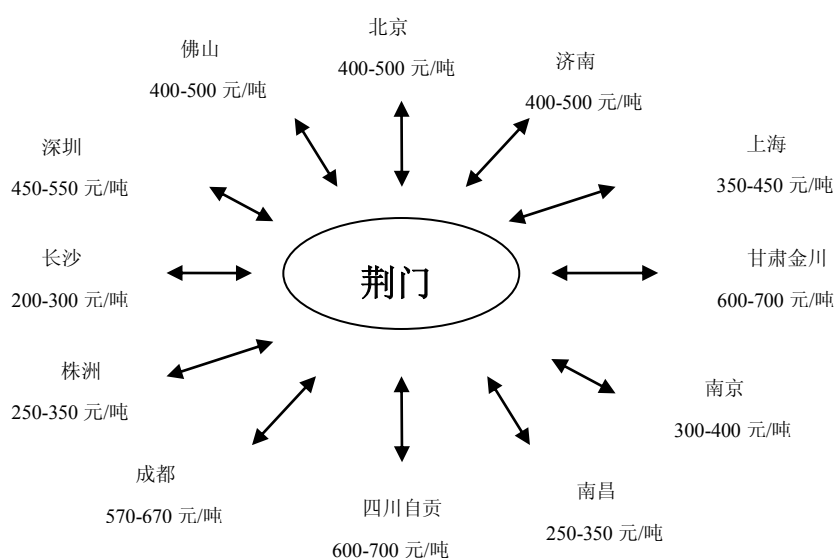 北京
400-500 元/吨
佛山
400-500 元/吨
济南
400-500 元/吨
深圳
450-550 元/吨
上海
350-450 元/吨
长沙
200-300 元/吨
荆门
甘肃金川
600-700 元/吨
株洲
250-350 元/吨
南京
300-400 元/吨
成都
570-670 元/吨
四川自贡
600-700 元/吨
南昌
250-350 元/吨